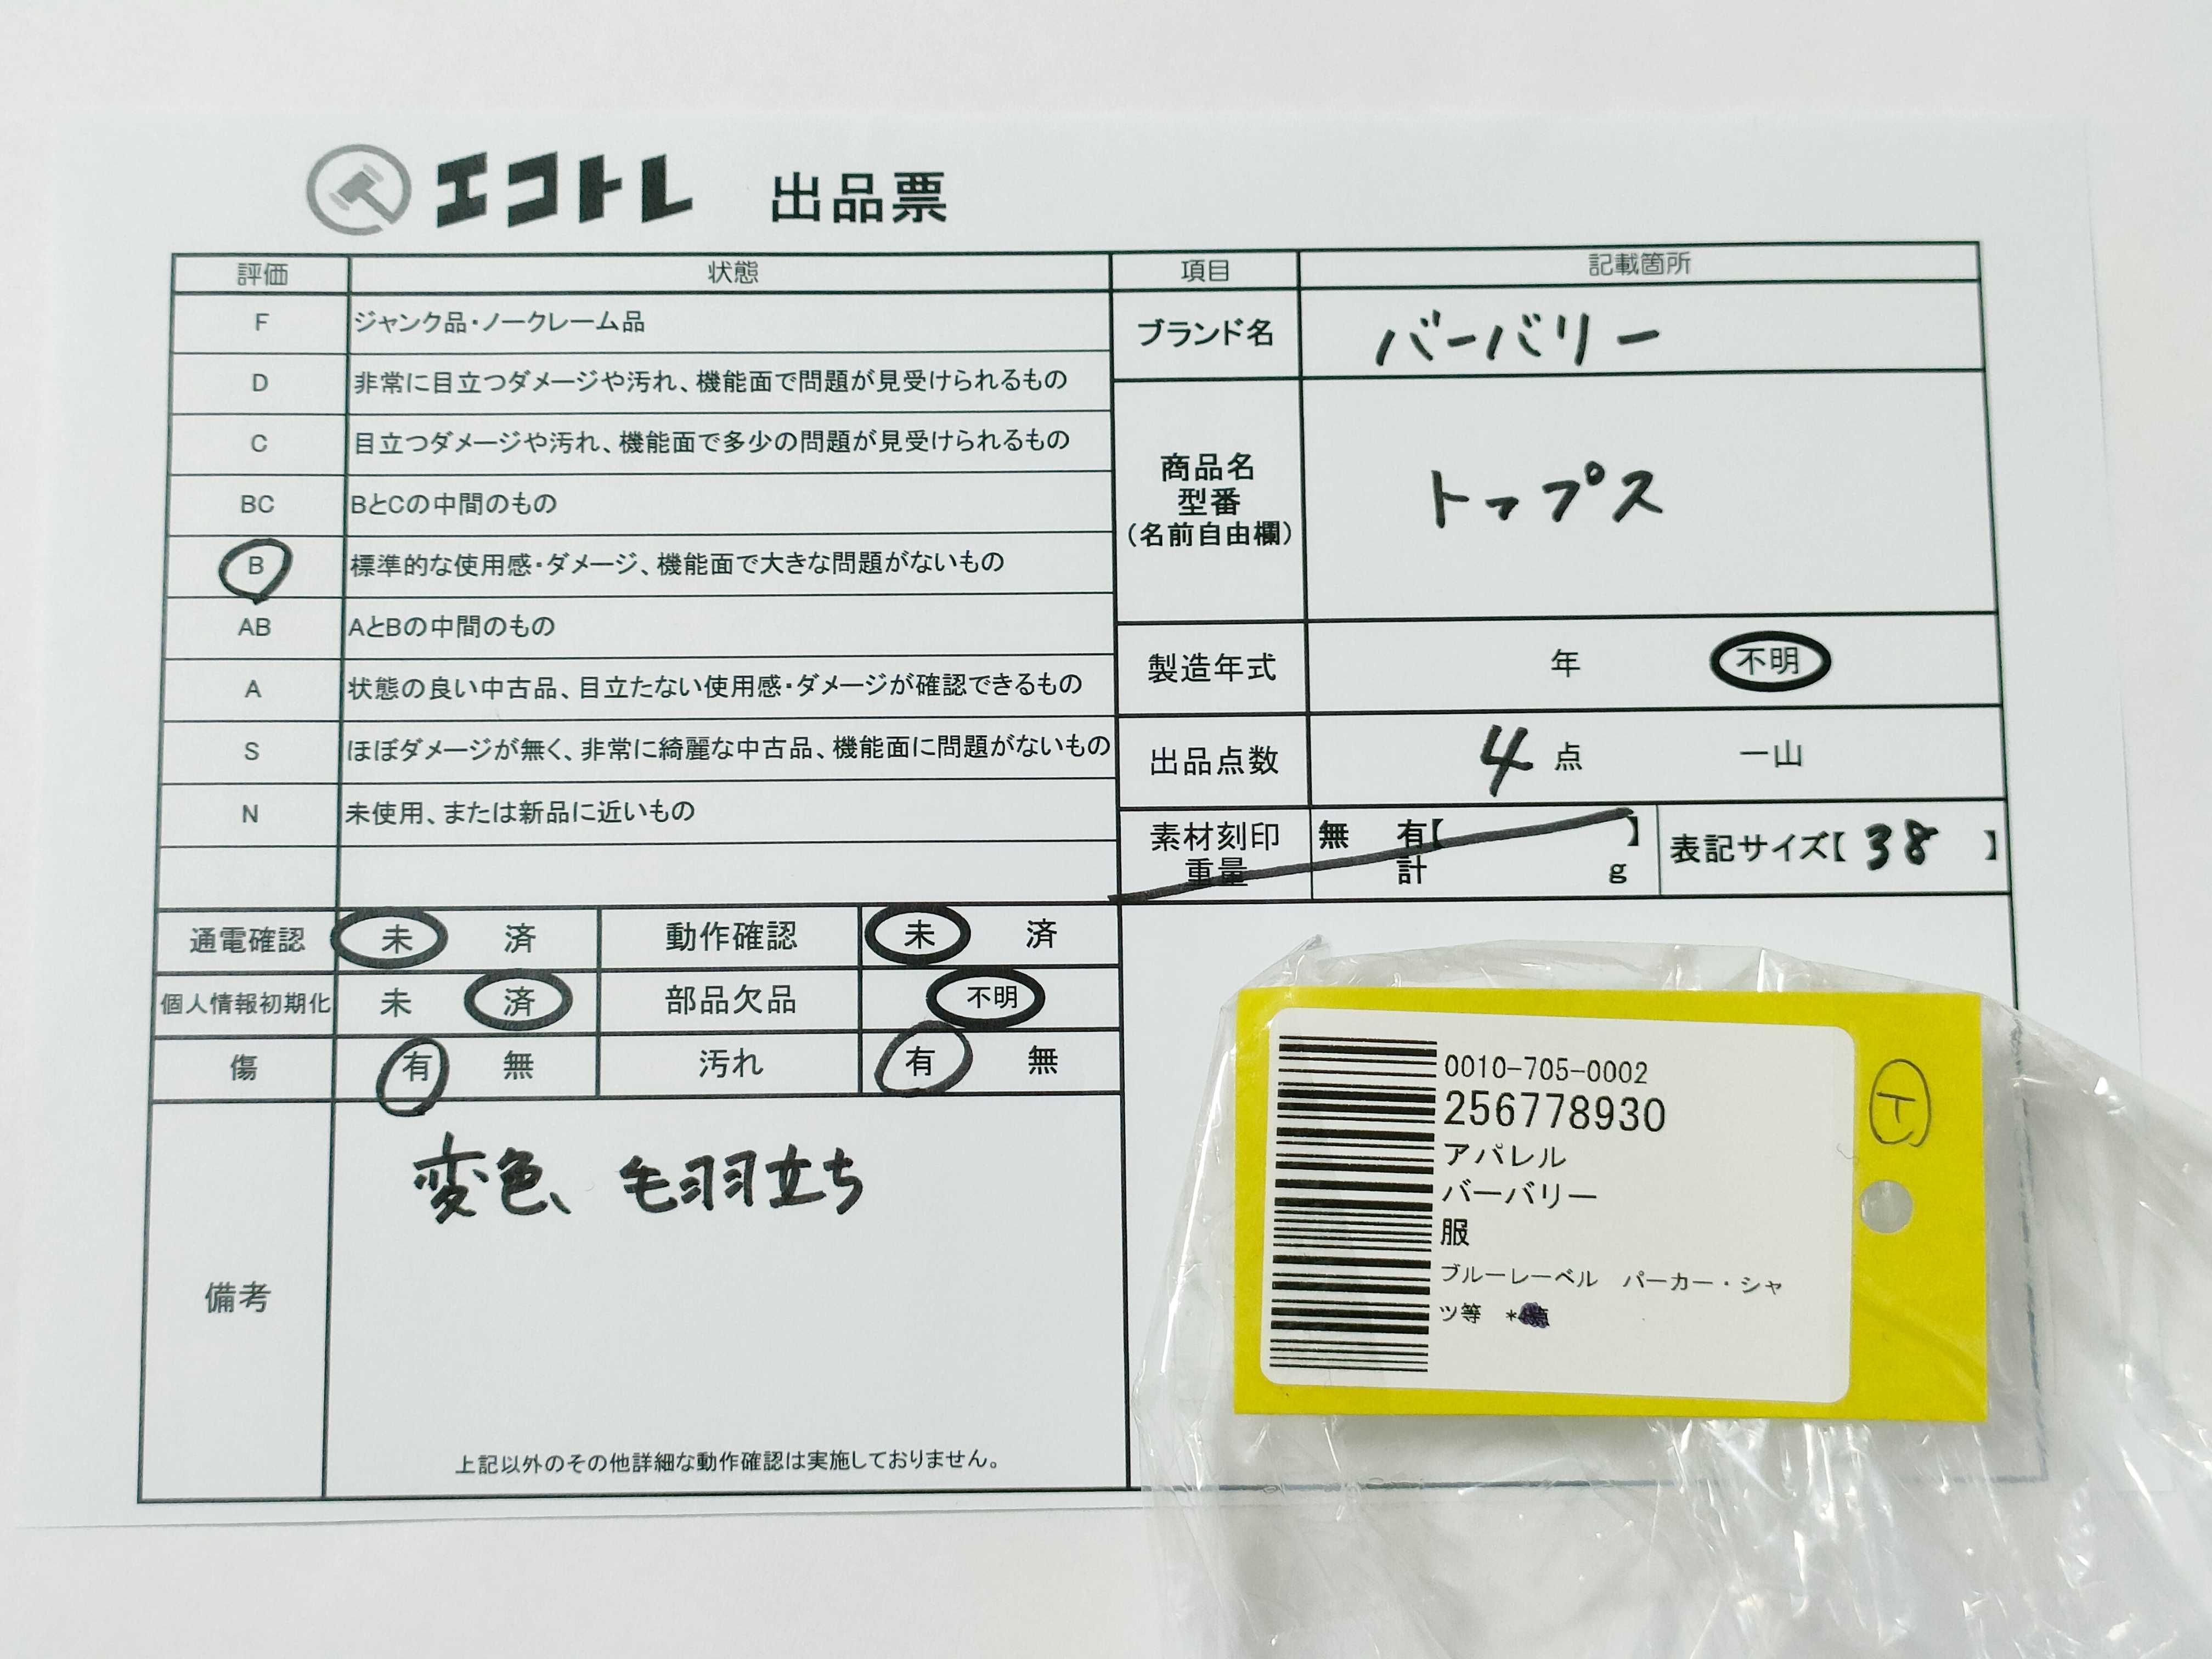 エコトレ 出品票
評価 状態
F ジャンク品・ノークレーム品
D 非常に目立つダメージや汚れ、機能面で問題が見受けられるもの
C 目立つダメージや汚れ、機能面で多少の問題が見受けられるもの
BC BとCの中間のもの
B 標準的な使用感・ダメージ、機能面で大きな問題がないもの
AB AとBの中間のもの
A 状態の良い中古品、目立たない使用感・ダメージが確認できるもの
S ほぼダメージが無く、非常に綺麗な中古品、機能面に問題がないもの
N 未使用、または新品に近いもの
項目 記載箇所
ブランド名 バーバリー
商品名
型番
(名前自由欄)
トップス
製造年式 年 不明
出品点数 4 点 一山
素材刻印 無 有【 】
重量 計 g
表記サイズ【 38 】
通電確認 未 済 動作確認 未 済
個人情報初期化 未 済 部品欠品 不明
傷 有 無 汚れ 有 無
備考
変色、毛羽立ち
上記以外のその他詳細な動作確認は実施しておりません。
0010-705-0002
256778930
アパレル
バーバリー
服
ブルーレーベル パーカー・シャ
ツ等 *